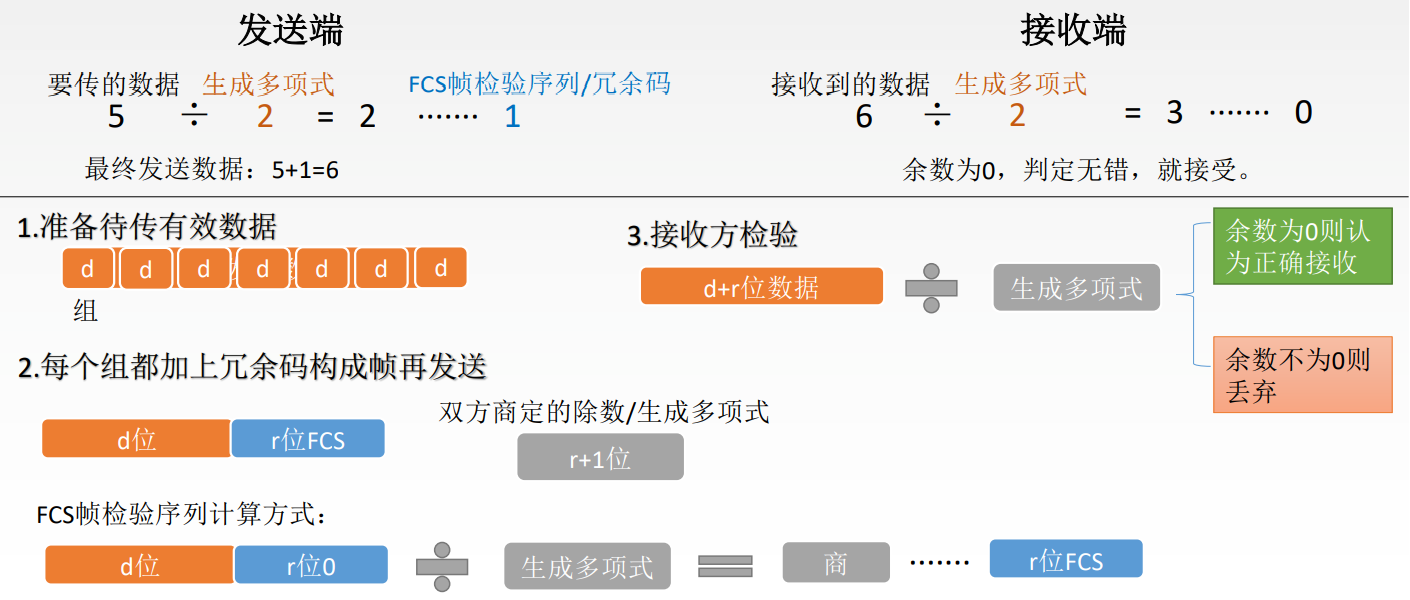 发送端
接收端
要传的数据 生成多项式 FCS帧检验序列/冗余码
5 ÷ 2 = 2 ······· 1
最终发送数据：5+1=6
接收到的数据 生成多项式
6 ÷ 2 = 3 ······· 0
余数为0，判定无错，就接受。
1.准备待传有效数据
d d d d d d d
组
2.每个组都加上冗余码构成帧再发送
d位 r位FCS
双方商定的除数/生成多项式
r+1位
FCS帧检验序列计算方式：
d位 r位0 ÷ 生成多项式 = 商 ······· r位FCS
3.接收方检验
d+r位数据 ÷ 生成多项式
余数为0则认
为正确接收
余数不为0则
丢弃